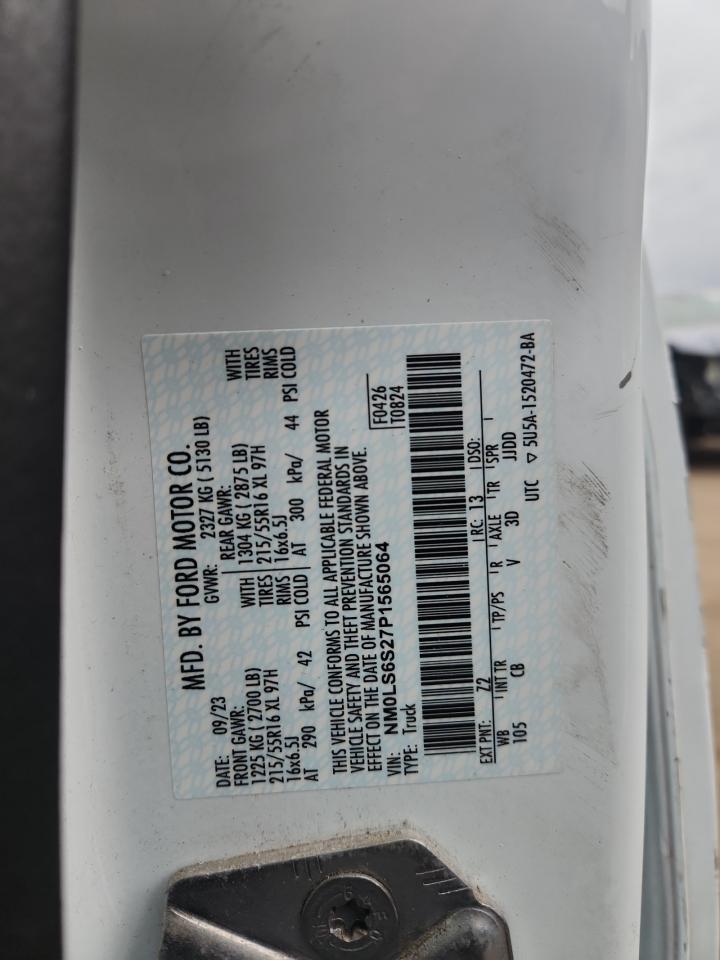 MFD. BY FORD MOTOR CO.
DATE: 09/23 GVWR: 2327 KG ( 5130 LB)
FRONT GAWR: REAR GAWR:
1225 KG ( 2700 LB) WITH 1304 KG ( 2875 LB) WITH
215/55R16 XL 97H TIRES 215/55R16 XL 97H TIRES
16x6.5J RIMS 16x6.5J RIMS
AT 290 kPa/ 42 PSI COLD AT 300 kPa/ 44 PSI COLD
THIS VEHICLE CONFORMS TO ALL APPLICABLE FEDERAL MOTOR
VEHICLE SAFETY AND THEFT PREVENTION STANDARDS IN
EFFECT ON THE DATE OF MANUFACTURE SHOWN ABOVE.
VIN: NM0LS6S27P1565064 F0426
TYPE: Truck T0824
EXT PNT: Z2 RC: 13 DSO:
WB INT TR TP/PS R AXLE TR SPR
105 CB V 3D JJDD
UTC ▽ 5U5A-1520472-BA